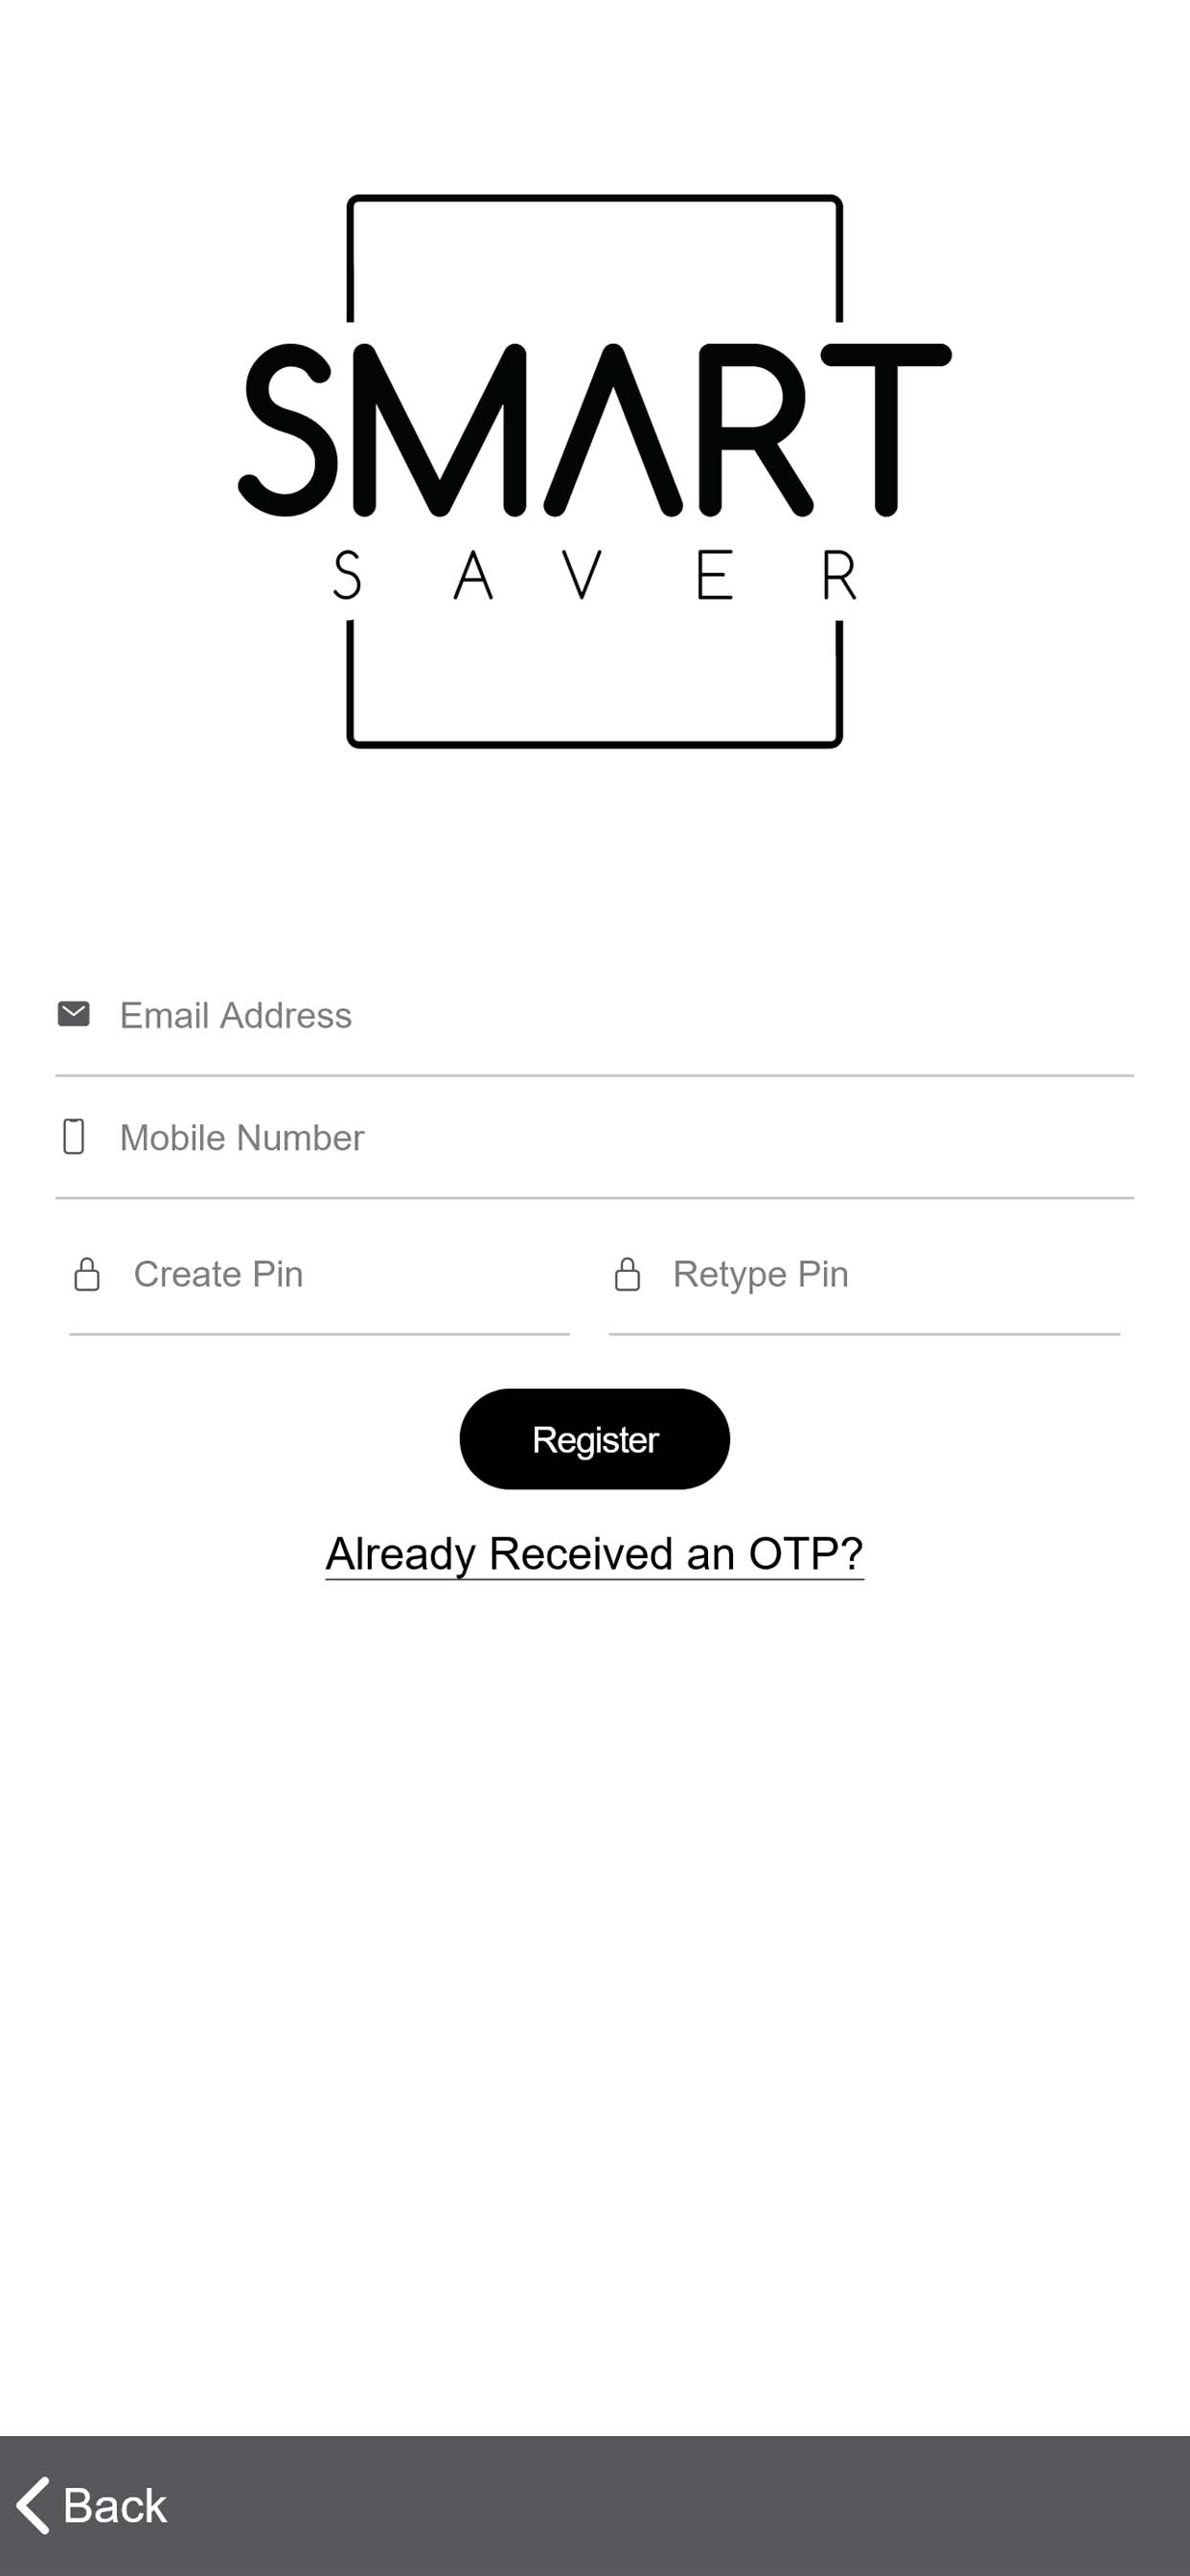 SMART
SAVER
Email Address
Mobile Number
Create Pin
Retype Pin
Register
Already Received an OTP?
Back